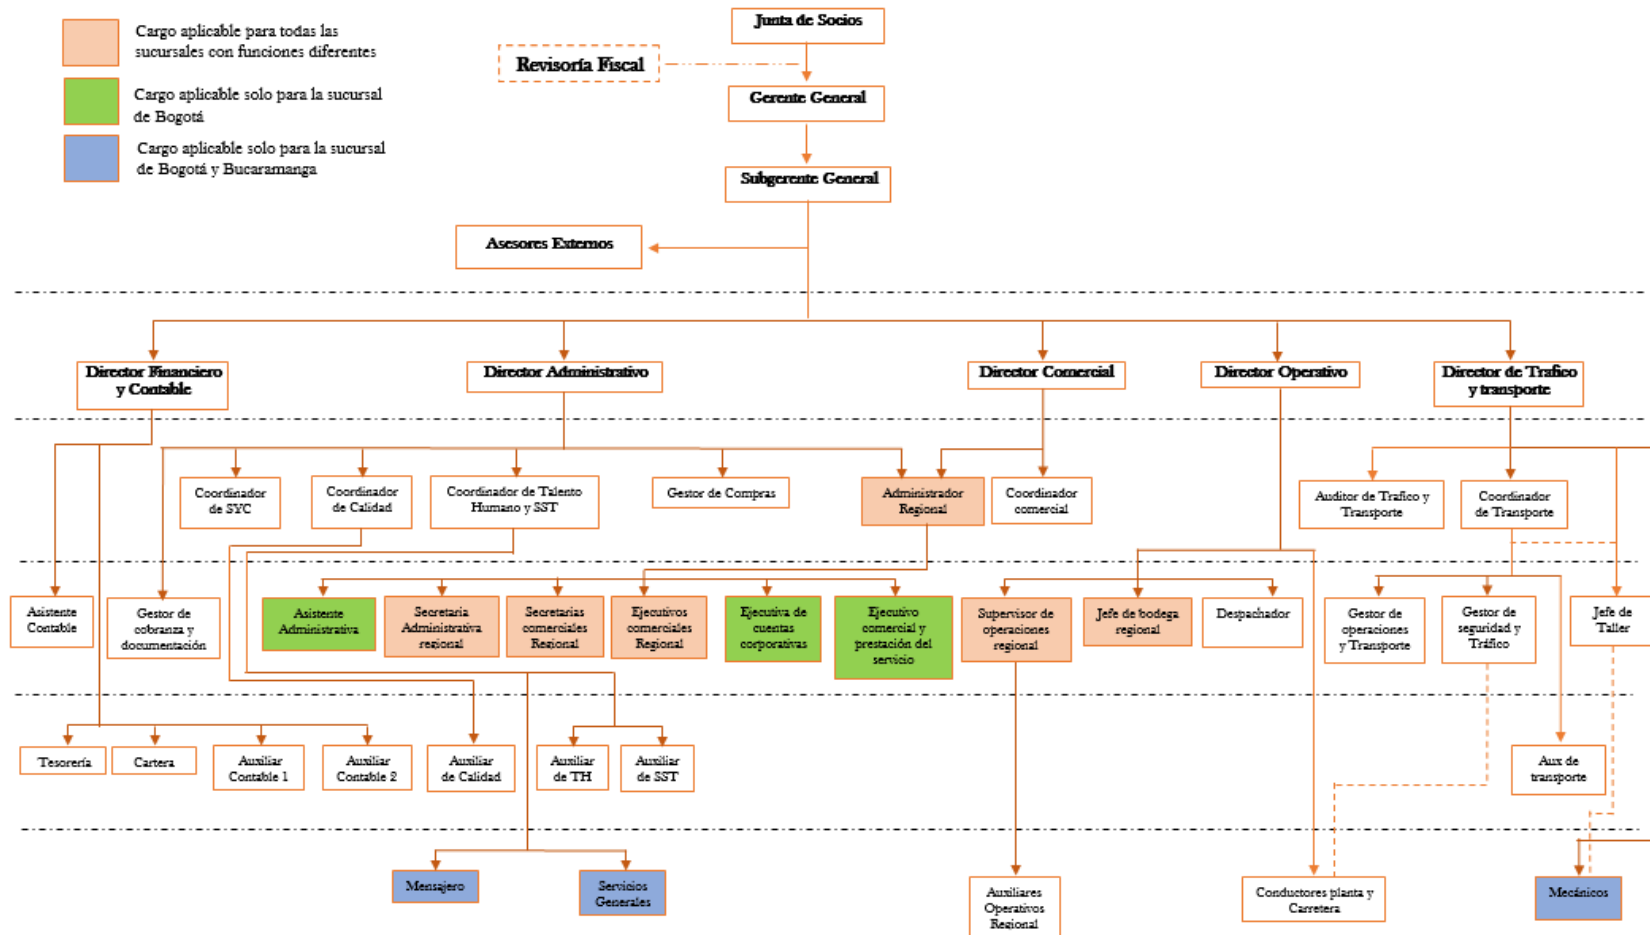 Cargo aplicable para todas las
sucursales con funciones diferentes
Cargo aplicable solo para la sucursal
de Bogotá
Cargo aplicable solo para la sucursal
de Bogotá y Bucaramanga
Junta de Socios
Revisoría Fiscal
Gerente General
Subgerente General
Asesores Externos
Director Financiero
y Contable
Director Administrativo
Director Comercial
Director Operativo
Director de Trafico
y transporte
Coordinador
de SYC
Coordinador
de Calidad
Coordinador de Talento
Humano y SST
Gestor de Compras
Administrador
Regional
Coordinador
comercial
Auditor de Trafico y
Transporte
Coordinador
de Transporte
Asistente
Contable
Gestor de
cobranza y
documentación
Asistente
Administrativa
Secretaria
Administrativa
regional
Secretarias
comerciales
Regional
Ejecutivos
comerciales
Regional
Ejecutiva de
cuentas
corporativas
Ejecutivo
comercial y
prestación del
servicio
Supervisor de
operaciones
regional
Jefe de bodega
regional
Despachador
Gestor de
operaciones
y Transporte
Gestor de
seguridad y
Tráfico
Jefe de
Taller
Tesorería
Cartera
Auxiliar
Contable 1
Auxiliar
Contable 2
Auxiliar
de Calidad
Auxiliar
de TH
Auxiliar
de SST
Aux de
transporte
Mensajero
Servicios
Generales
Auxiliares
Operativos
Regional
Conductores planta y
Carretera
Mecánicos